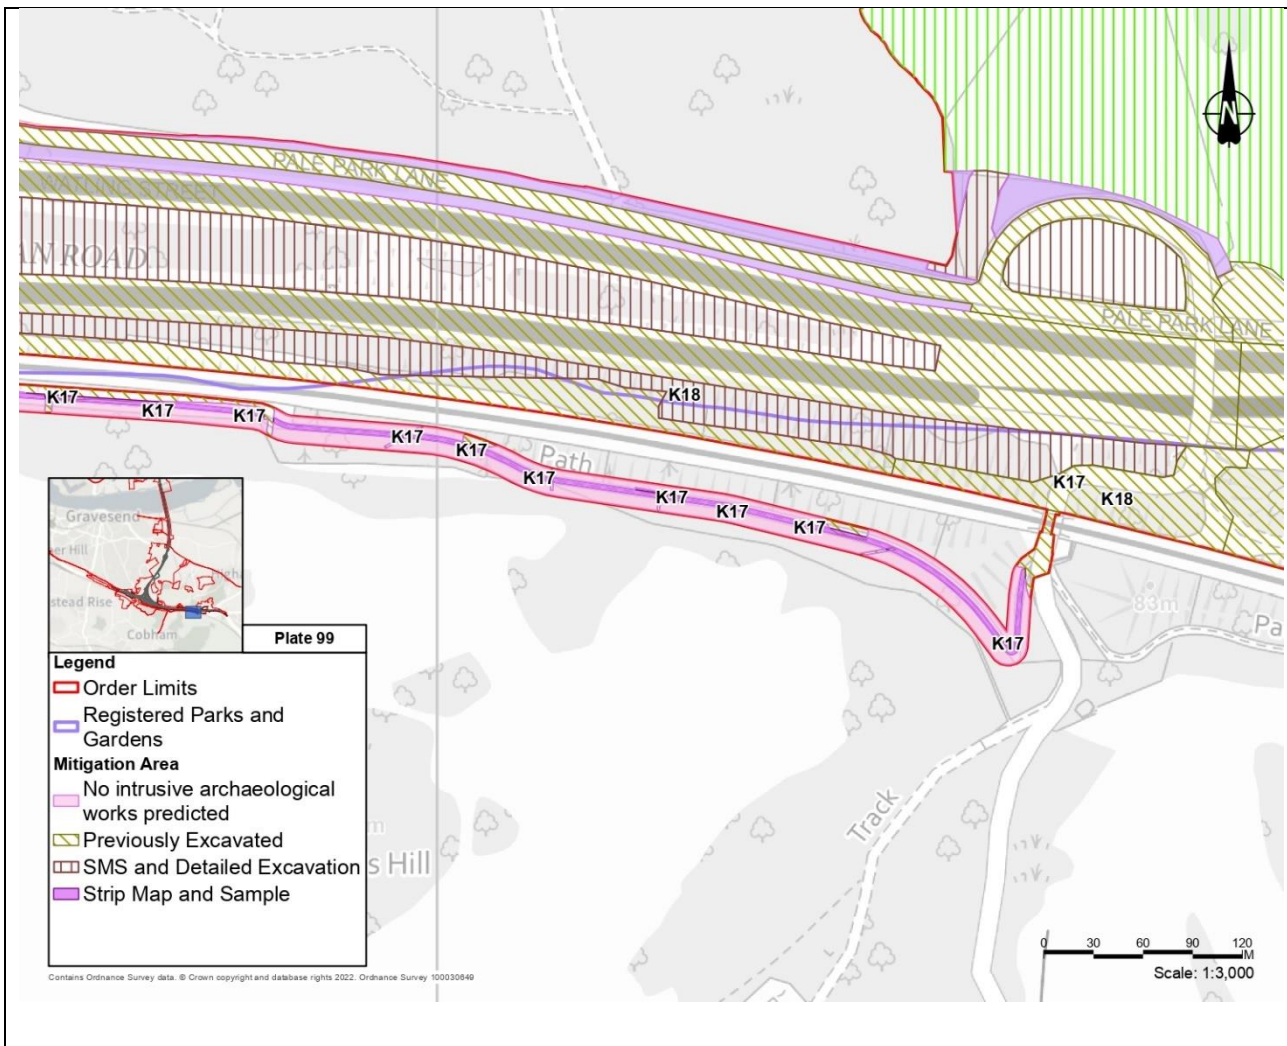 N
PALE PARK LANE
WATLING STREET
AN ROAD
PALE PARK LANE
K18
K17
K17
K17
K17
K17
K17
K17
K17
K17
K17
K18
K17
Path
83m
Pa
Track
s Hill
m
Gravesend
er Hill
High
stead Rise
Cobham
Plate 99
Legend
Order Limits
Registered Parks and
Gardens
Mitigation Area
No intrusive archaeological
works predicted
Previously Excavated
SMS and Detailed Excavation
Strip Map and Sample
0 30 60 90 120
M
Scale: 1:3,000
Contains Ordnance Survey data. © Crown copyright and database rights 2022. Ordnance Survey 100030649